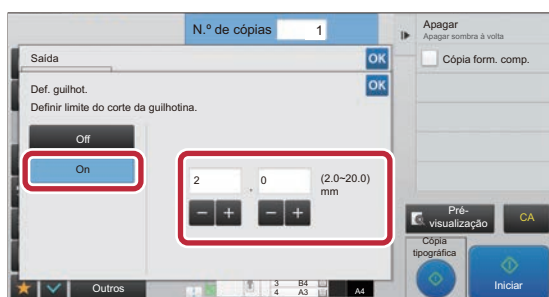 N.º de cópias 1
Apagar
Apagar sombra à volta
Saída
OK
Cópia form. comp.
Def. guilhot.
OK
Definir limite do corte da guilhotina.
Off
On
2 . 0 (2.0~20.0)
mm
Pré-
visualização
CA
Cópia
tipográfica
Iniciar
Outros
3 B4
4 A3
A4